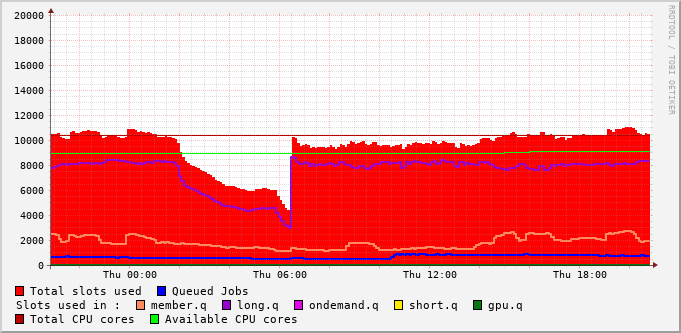 RRDTOOL / TOBI OETIKER
20000
18000
16000
14000
12000
10000
8000
6000
4000
2000
0
Thu 00:00 Thu 06:00 Thu 12:00 Thu 18:00
Total slots used Queued Jobs
Slots used in : member.q long.q ondemand.q short.q gpu.q
Total CPU cores Available CPU cores